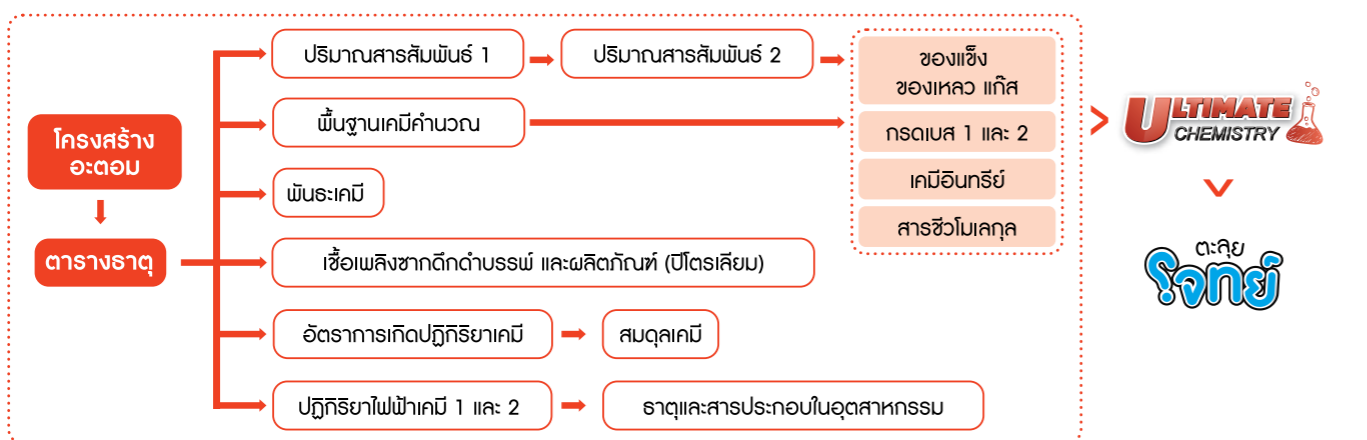 โครงสร้าง
อะตอม
ตารางธาตุ
ปริมาณสารสัมพันธ์ 1
ปริมาณสารสัมพันธ์ 2
พื้นฐานเคมีคำนวณ
พันธะเคมี
เชื้อเพลิงซากดึกดำบรรพ์ และผลิตภัณฑ์ (ปิโตรเลียม)
อัตราการเกิดปฏิกิริยาเคมี
สมดุลเคมี
ปฏิกิริยาไฟฟ้าเคมี 1 และ 2
ธาตุและสารประกอบในอุตสาหกรรม
ของแข็ง
ของเหลว แก๊ส
กรดเบส 1 และ 2
เคมีอินทรีย์
สารชีวโมเลกุล
ULTIMATE
CHEMISTRY
ตะลุย
โจทย์